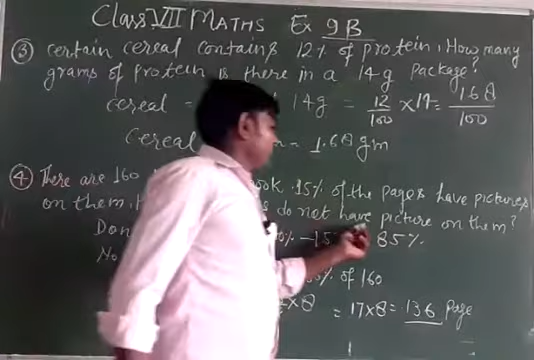 Class VII MATHS Ex 9B
③ certain cereal contains 12% of protein. How many
grams of protein is there in a 14g Package?
cereal = 14g = 12/100 × 14 = 168/100
Cereal = 1.68 gm
④ There are 160 15% of the pages have pictures
on them. do not have picture on them?
Don -15 85%
No of 160
×8 = 17×8 = 136 Page